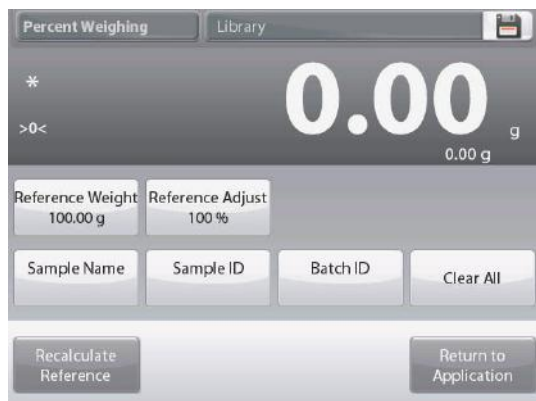 Percent Weighing Library
*
0.00 g
>0<
0.00 g
Reference Weight Reference Adjust
100.00 g 100 %
Sample Name Sample ID Batch ID Clear All
Recalculate Return to
Reference Application